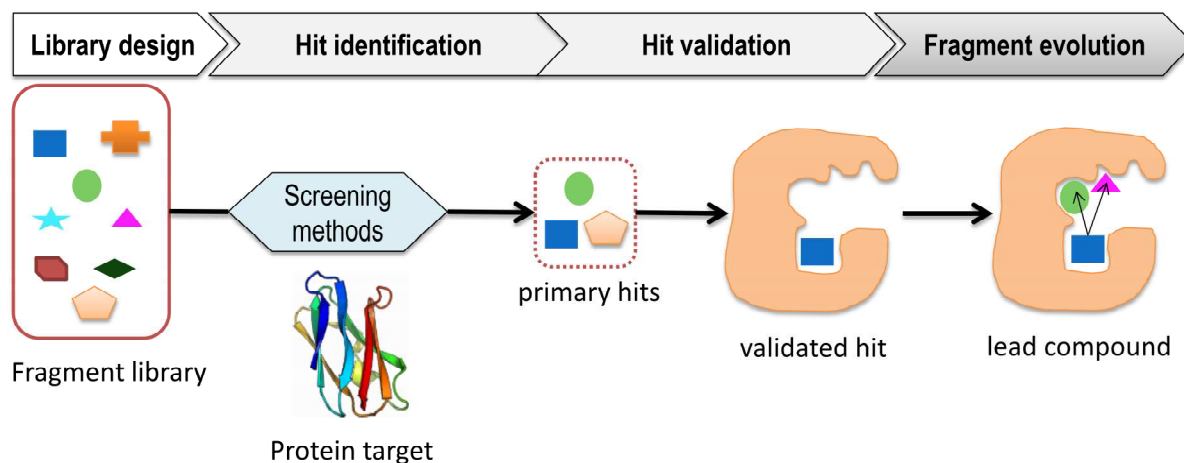 Library design
Hit identification
Hit validation
Fragment evolution
Screening
methods
primary hits
validated hit
lead compound
Fragment library
Protein target